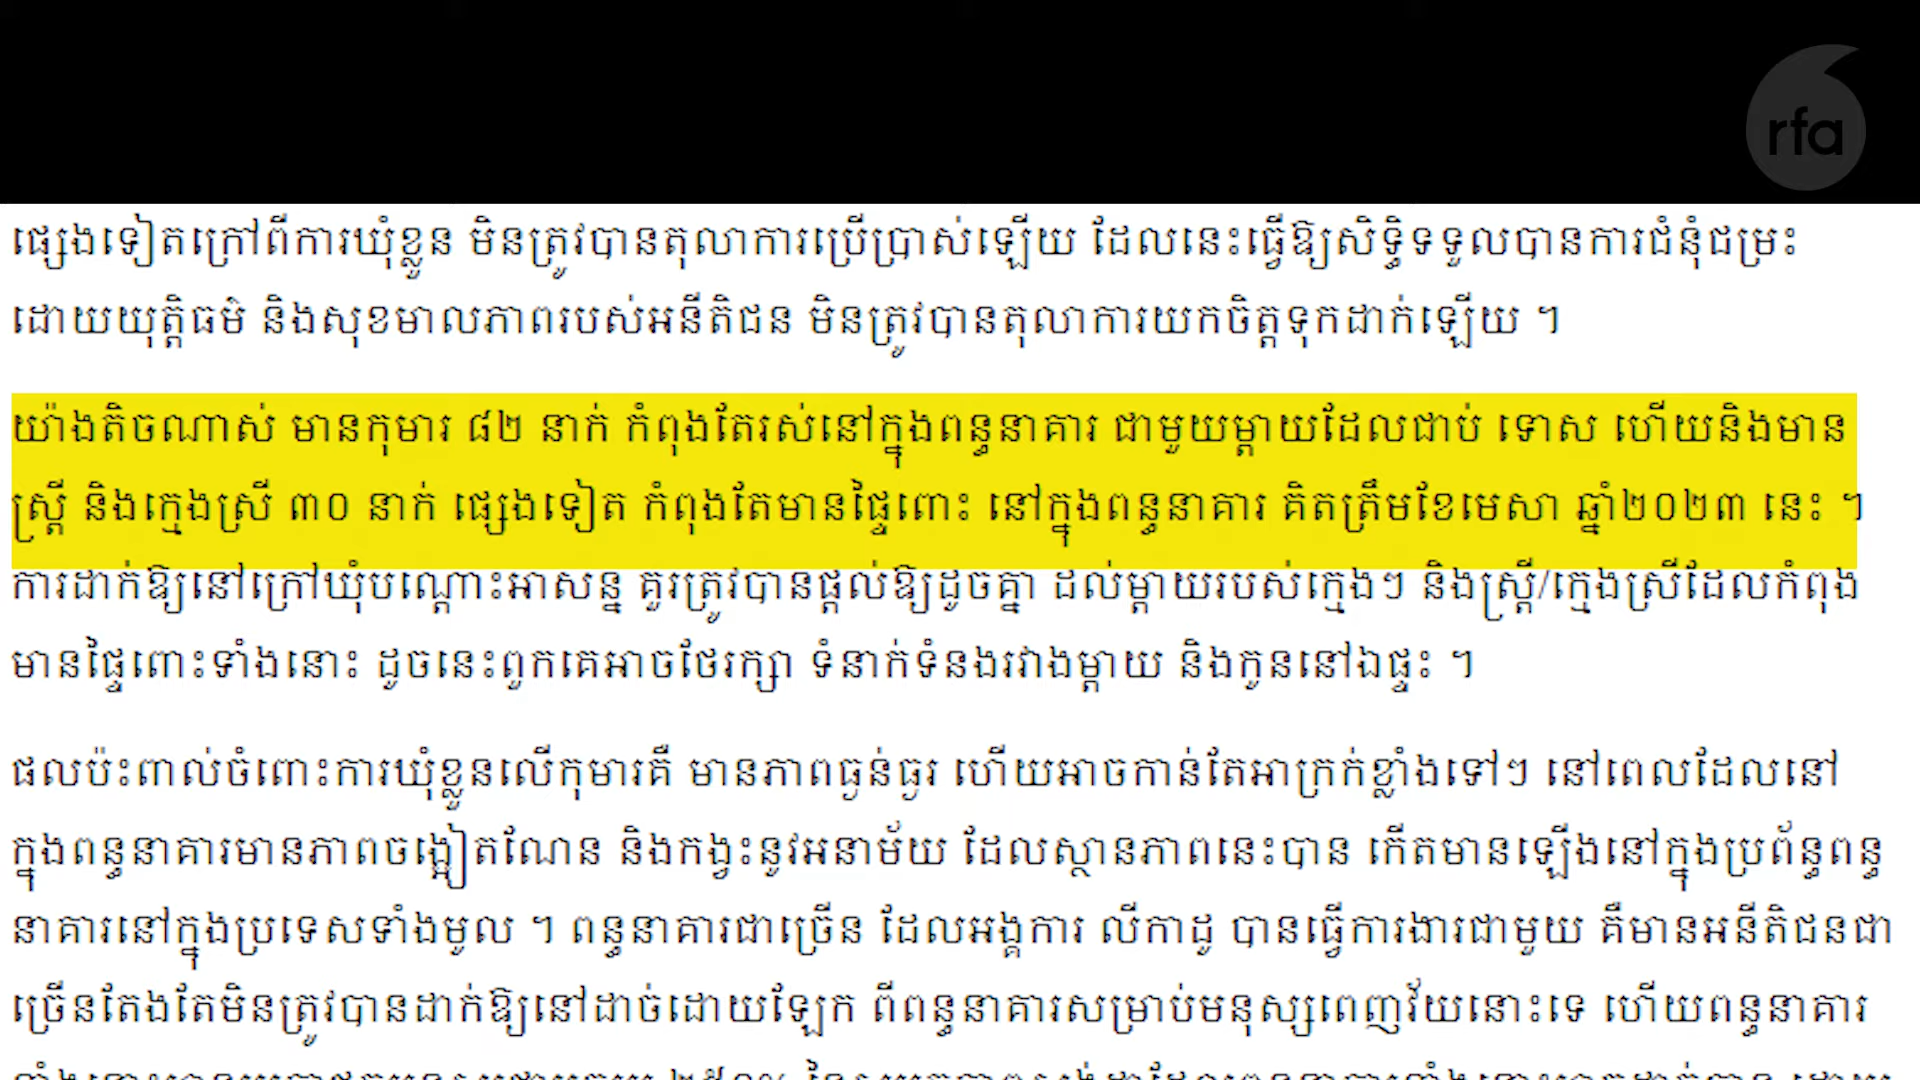 rfa
ផ្សេងទៀតក្រៅពីការឃុំខ្លួន មិនត្រូវបានតុលាការប្រើប្រាស់ឡើយ ដែលនេះធ្វើឱ្យសិទ្ធិទទួលបានការជំនុំជម្រះ
ដោយយុត្តិធម៌ និងសុខមាលភាពរបស់អនីតិជន មិនត្រូវបានតុលាការយកចិត្តទុកដាក់ឡើយ ។
យ៉ាងតិចណាស់ មានកុមារ ៨២ នាក់ កំពុងតែរស់នៅក្នុងពន្ធនាគារ ជាមួយម្តាយដែលជាប់ ទោស ហើយនិងមាន
ស្ត្រី និងក្មេងស្រី ៣០ នាក់ ផ្សេងទៀត កំពុងតែមានផ្ទៃពោះ នៅក្នុងពន្ធនាគារ គិតត្រឹមខែមេសា ឆ្នាំ២០២៣ នេះ ។
ការដាក់ឱ្យនៅក្រៅឃុំបណ្តោះអាសន្ន គួរត្រូវបានផ្តល់ឱ្យដូចគ្នា ដល់ម្តាយរបស់ក្មេងៗ និងស្ត្រី/ក្មេងស្រីដែលកំពុង
មានផ្ទៃពោះទាំងនោះ ដូចនេះពួកគេអាចថែរក្សា ទំនាក់ទំនងរវាងម្តាយ និងកូននៅឯផ្ទះ ។
ផលប៉ះពាល់ចំពោះការឃុំខ្លួនលើកុមារគឺ មានភាពធ្ងន់ធ្ងរ ហើយអាចកាន់តែអាក្រក់ខ្លាំងទៅៗ នៅពេលដែលនៅ
ក្នុងពន្ធនាគារមានភាពចង្អៀតណែន និងកង្វះនូវអនាម័យ ដែលស្ថានភាពនេះបាន កើតមានឡើងនៅក្នុងប្រព័ន្ធពន្ធ
នាគារនៅក្នុងប្រទេសទាំងមូល ។ ពន្ធនាគារជាច្រើន ដែលអង្គការ លីកាដូ បានធ្វើការងារជាមួយ គឺមានអនីតិជនជា
ច្រើនតែងតែមិនត្រូវបានដាក់ឱ្យនៅដាច់ដោយឡែក ពីពន្ធនាគារសម្រាប់មនុស្សពេញវ័យនោះទេ ហើយពន្ធនាគារ